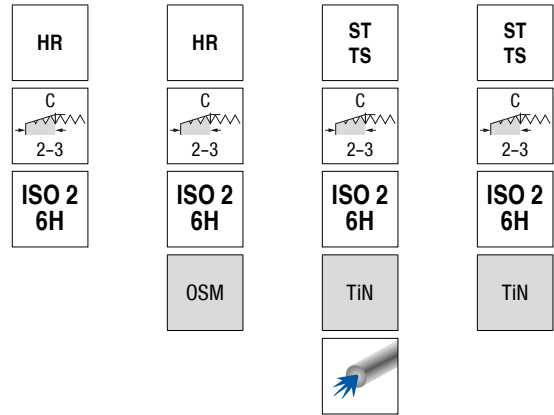 HR HR ST ST
TS TS
C C C C
2–3 2–3 2–3 2–3
ISO 2 ISO 2 ISO 2 ISO 2
6H 6H 6H 6H
OSM TiN TiN